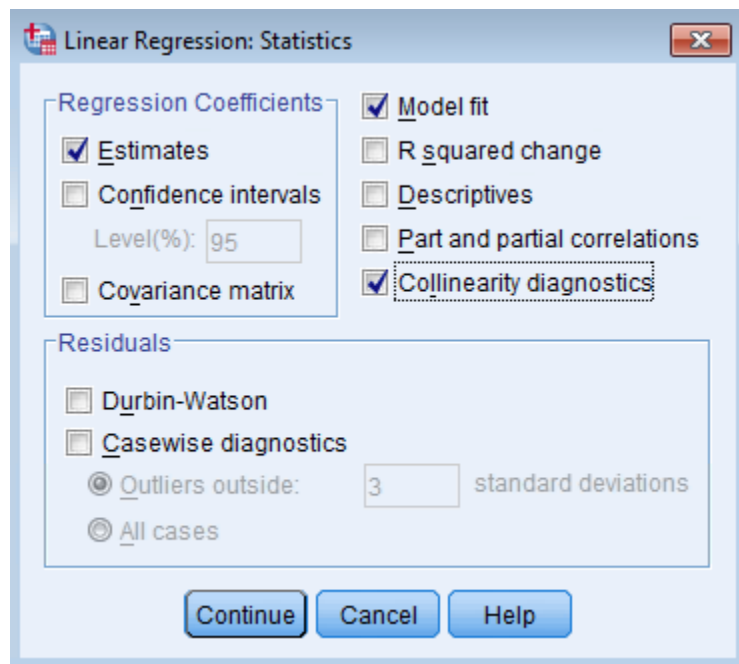 Linear Regression: Statistics
Regression Coefficients
Estimates
Confidence intervals
Level(%): 95
Covariance matrix
Model fit
R squared change
Descriptives
Part and partial correlations
Collinearity diagnostics
Residuals
Durbin-Watson
Casewise diagnostics
Outliers outside: 3 standard deviations
All cases
Continue Cancel Help